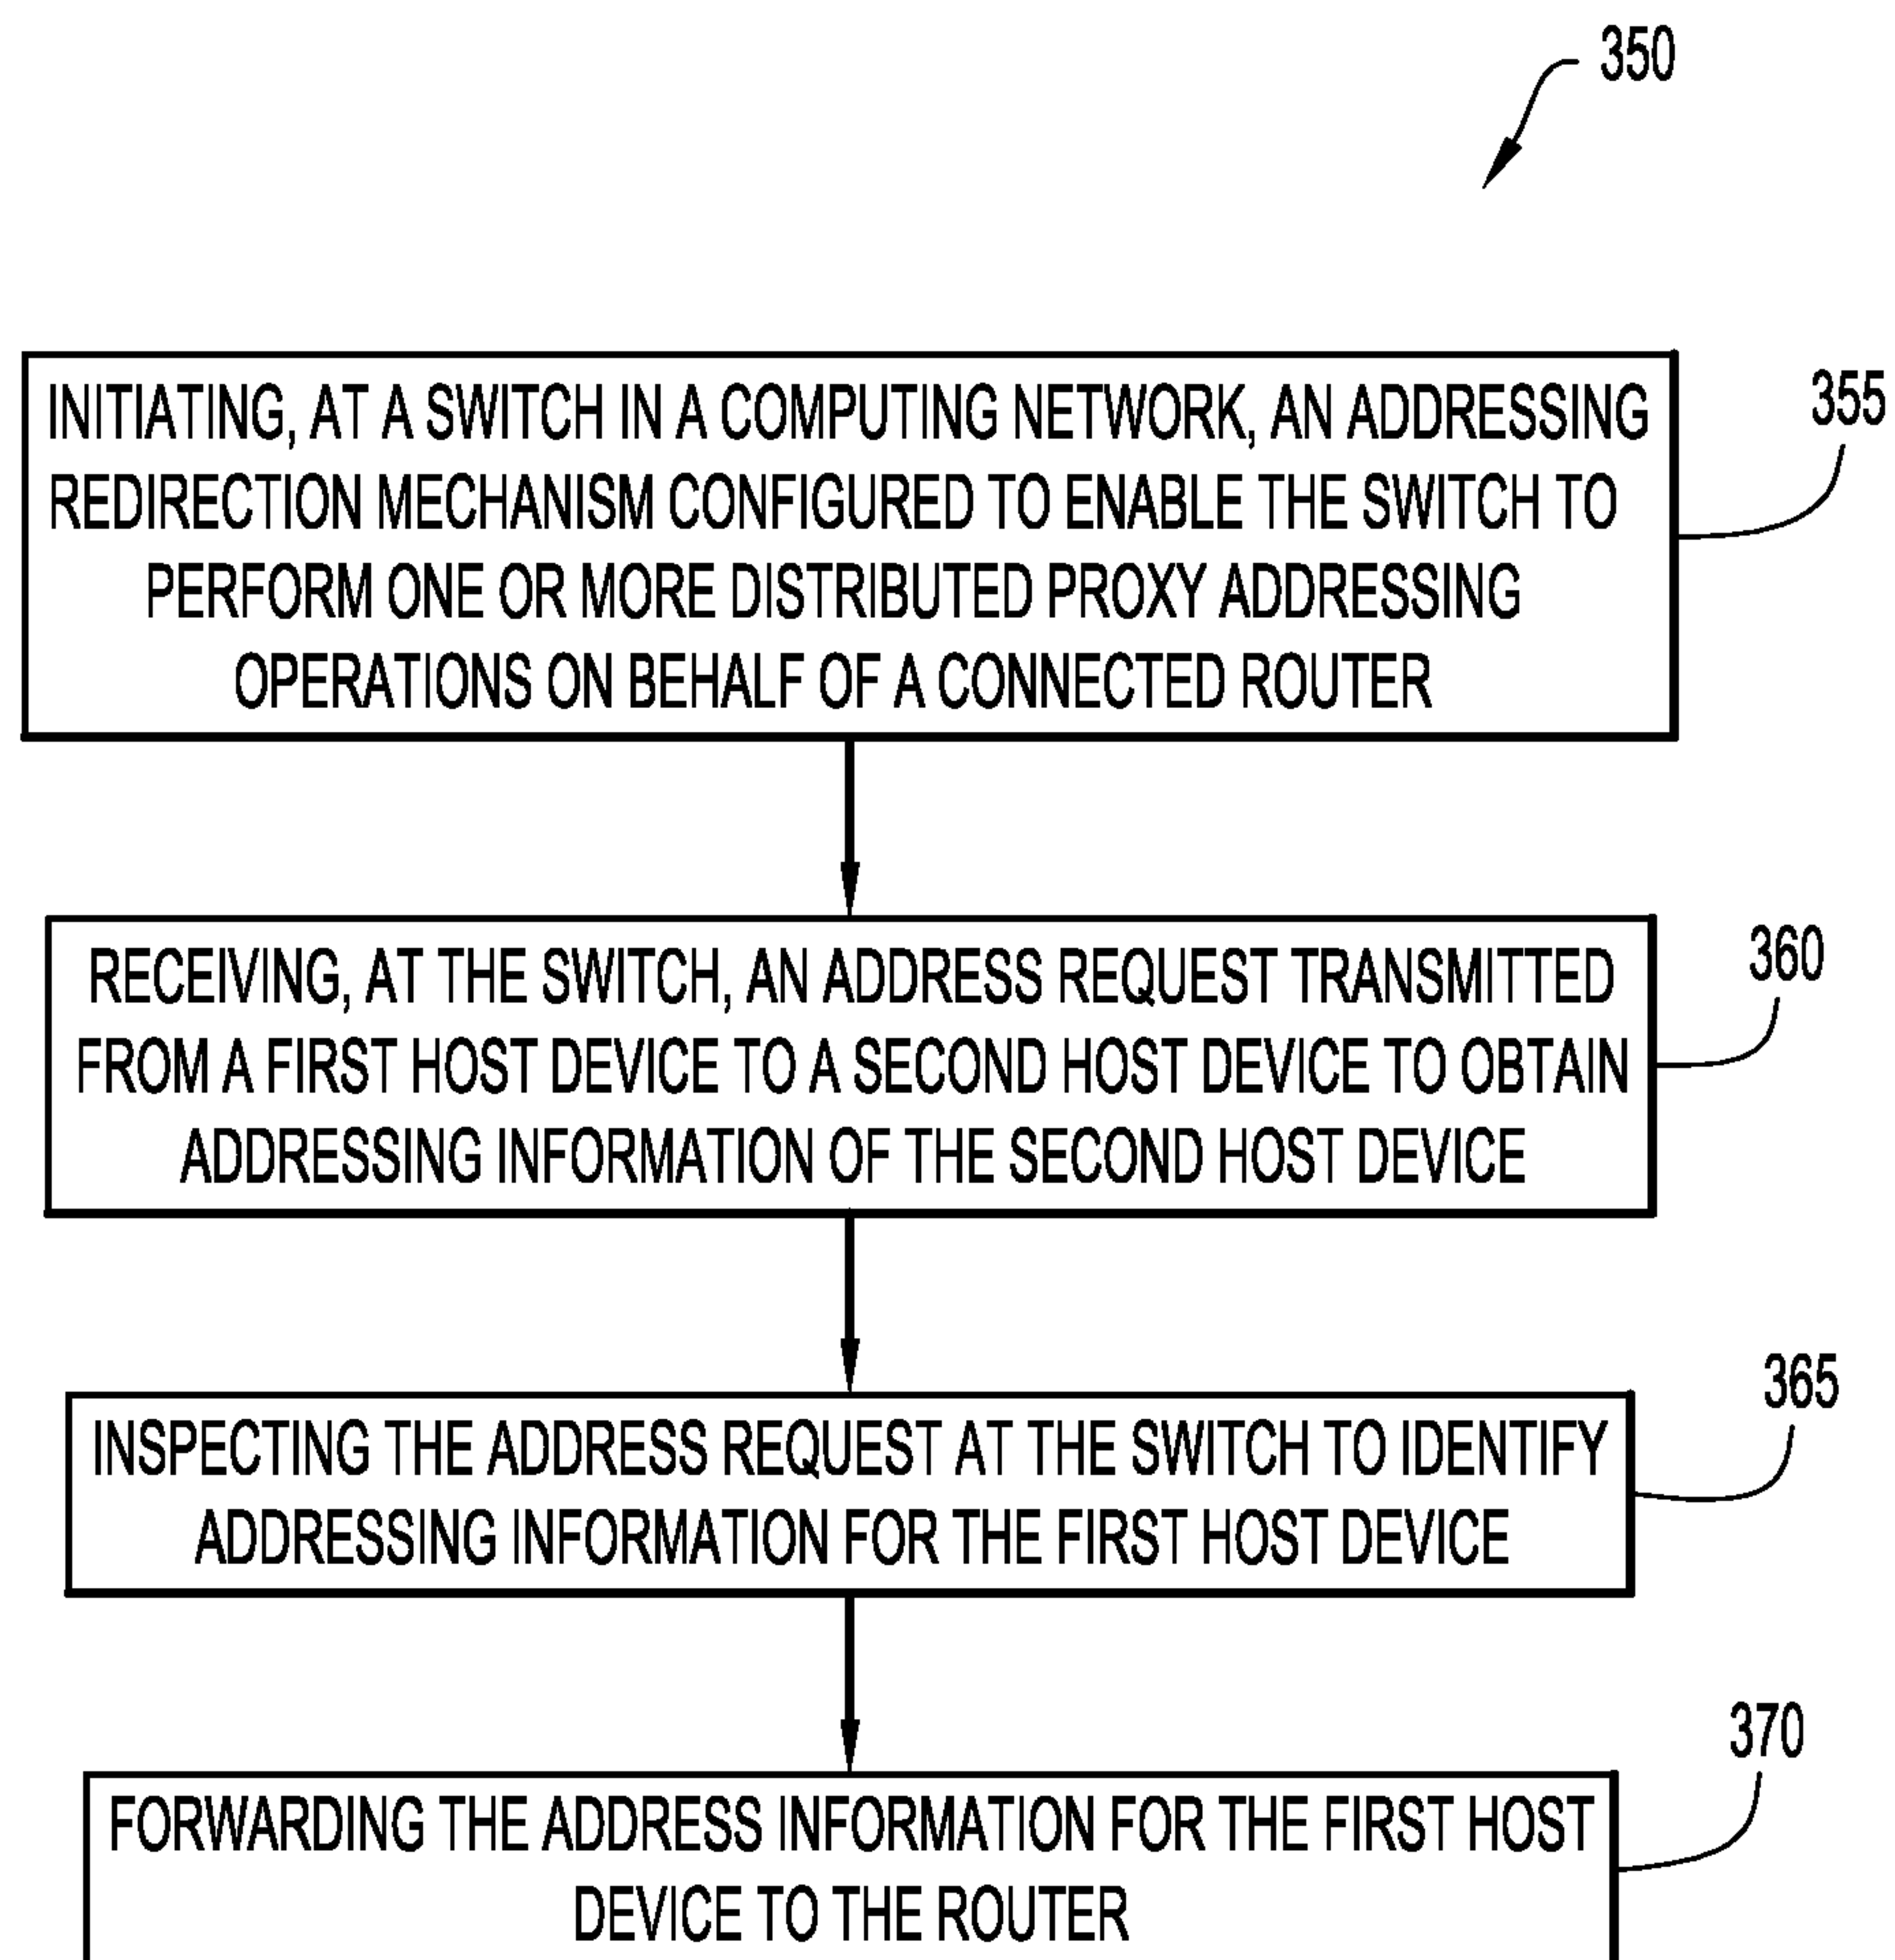 350
INITIATING, AT A SWITCH IN A COMPUTING NETWORK, AN ADDRESSING
REDIRECTION MECHANISM CONFIGURED TO ENABLE THE SWITCH TO
PERFORM ONE OR MORE DISTRIBUTED PROXY ADDRESSING
OPERATIONS ON BEHALF OF A CONNECTED ROUTER
355
RECEIVING, AT THE SWITCH, AN ADDRESS REQUEST TRANSMITTED
FROM A FIRST HOST DEVICE TO A SECOND HOST DEVICE TO OBTAIN
ADDRESSING INFORMATION OF THE SECOND HOST DEVICE
360
INSPECTING THE ADDRESS REQUEST AT THE SWITCH TO IDENTIFY
ADDRESSING INFORMATION FOR THE FIRST HOST DEVICE
365
FORWARDING THE ADDRESS INFORMATION FOR THE FIRST HOST
DEVICE TO THE ROUTER
370